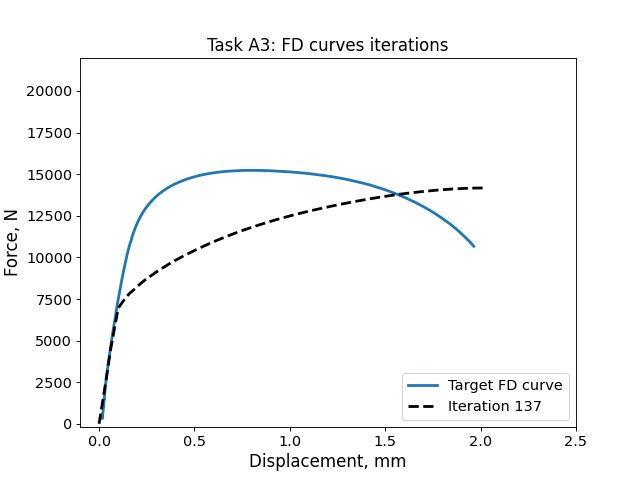 Task A3: FD curves iterations
Force, N
20000
17500
15000
12500
10000
7500
5000
2500
0
0.0 0.5 1.0 1.5 2.0 2.5
Displacement, mm
Target FD curve
Iteration 137